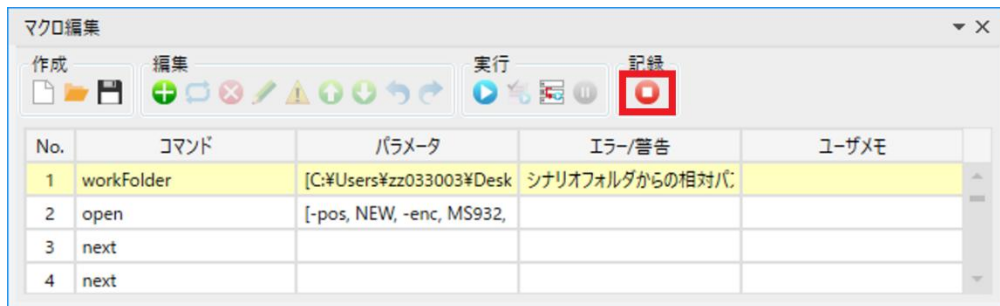 マクロ編集
作成 編集 実行 記録
No. コマンド パラメータ エラー/警告 ユーザメモ
1 workFolder [C:¥Users¥zz033003¥Desk シナリオフォルダからの相対パ
2 open [-pos, NEW, -enc, MS932,
3 next
4 next